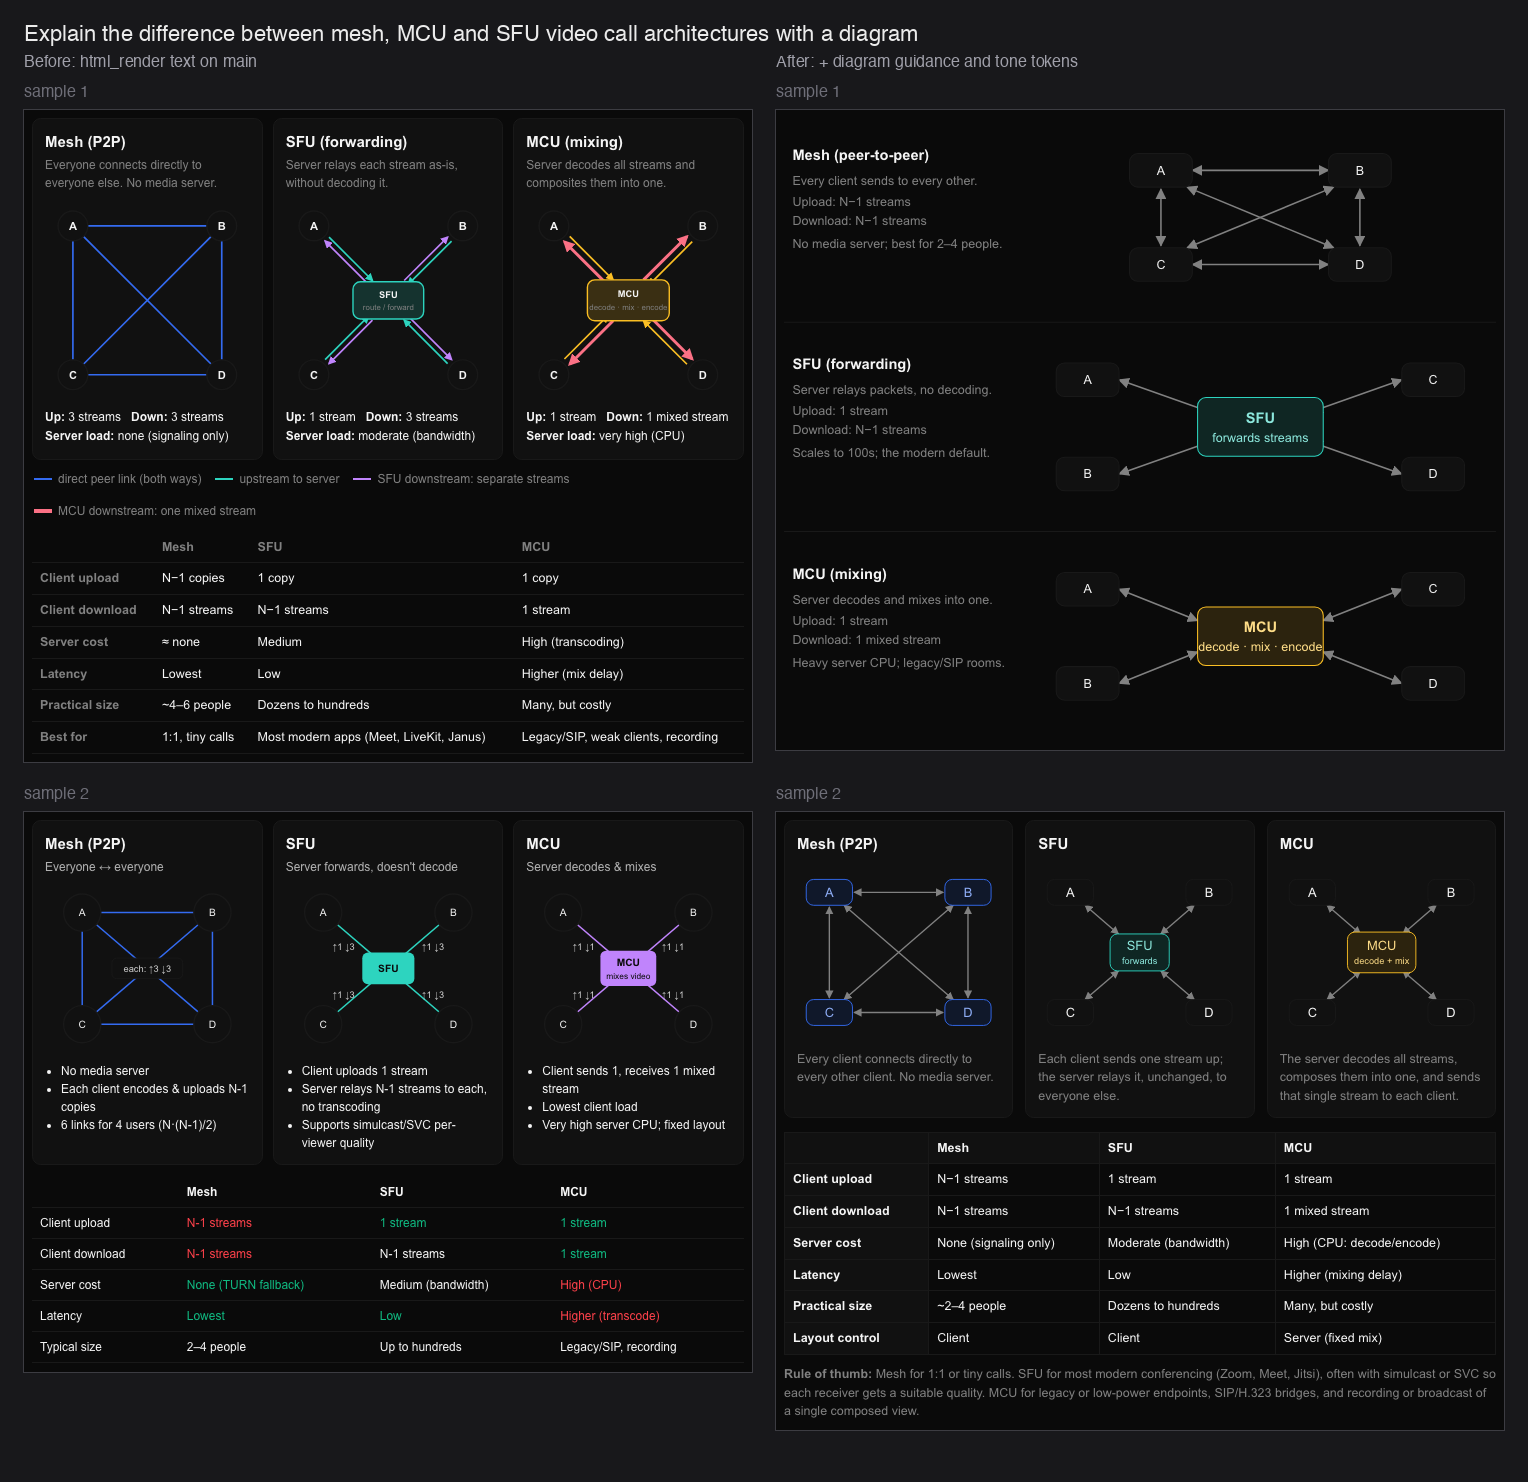 Explain the difference between mesh, MCU and SFU video call architectures with a diagram
Before: html_render text on main
sample 1
Mesh (P2P)
Everyone connects directly to
everyone else. No media server.
A
B
C
D
Up: 3 streams Down: 3 streams
Server load: none (signaling only)
SFU (forwarding)
Server relays each stream as-is,
without decoding it.
A
B
SFU
route / forward
C
D
Up: 1 stream Down: 3 streams
Server load: moderate (bandwidth)
MCU (mixing)
Server decodes all streams and
composites them into one.
A
B
MCU
decode · mix · encode
C
D
Up: 1 stream Down: 1 mixed stream
Server load: very high (CPU)
direct peer link (both ways) upstream to server SFU downstream: separate streams
MCU downstream: one mixed stream
Mesh SFU MCU
Client upload N−1 copies 1 copy 1 copy
Client download N−1 streams N−1 streams 1 stream
Server cost ≈ none Medium High (transcoding)
Latency Lowest Low Higher (mix delay)
Practical size ~4–6 people Dozens to hundreds Many, but costly
Best for 1:1, tiny calls Most modern apps (Meet, LiveKit, Janus) Legacy/SIP, weak clients, recording
sample 2
Mesh (P2P)
Everyone ↔ everyone
A
B
each: ↑3 ↓3
C
D
No media server
Each client encodes & uploads N-1
copies
6 links for 4 users (N·(N-1)/2)
SFU
Server forwards, doesn't decode
A
B
↑1 ↓3
↑1 ↓3
SFU
↑1 ↓3
↑1 ↓3
C
D
Client uploads 1 stream
Server relays N-1 streams to each,
no transcoding
Supports simulcast/SVC per-
viewer quality
MCU
Server decodes & mixes
A
B
↑1 ↓1
↑1 ↓1
MCU
mixes video
↑1 ↓1
↑1 ↓1
C
D
Client sends 1, receives 1 mixed
stream
Lowest client load
Very high server CPU; fixed layout
Mesh SFU MCU
Client upload N-1 streams 1 stream 1 stream
Client download N-1 streams N-1 streams 1 stream
Server cost None (TURN fallback) Medium (bandwidth) High (CPU)
Latency Lowest Low Higher (transcode)
Typical size 2–4 people Up to hundreds Legacy/SIP, recording
After: + diagram guidance and tone tokens
sample 1
Mesh (peer-to-peer)
Every client sends to every other.
Upload: N−1 streams
Download: N−1 streams
No media server; best for 2–4 people.
A
B
C
D
SFU (forwarding)
Server relays packets, no decoding.
Upload: 1 stream
Download: N−1 streams
Scales to 100s; the modern default.
A
C
SFU
forwards streams
B
D
MCU (mixing)
Server decodes and mixes into one.
Upload: 1 stream
Download: 1 mixed stream
Heavy server CPU; legacy/SIP rooms.
A
C
MCU
decode · mix · encode
B
D
sample 2
Mesh (P2P)
A
B
C
D
Every client connects directly to
every other client. No media server.
SFU
A
B
SFU
forwards
C
D
Each client sends one stream up;
the server relays it, unchanged, to
everyone else.
MCU
A
B
MCU
decode + mix
C
D
The server decodes all streams,
composes them into one, and sends
that single stream to each client.
Mesh SFU MCU
Client upload N−1 streams 1 stream 1 stream
Client download N−1 streams N−1 streams 1 mixed stream
Server cost None (signaling only) Moderate (bandwidth) High (CPU: decode/encode)
Latency Lowest Low Higher (mixing delay)
Practical size ~2–4 people Dozens to hundreds Many, but costly
Layout control Client Client Server (fixed mix)
Rule of thumb: Mesh for 1:1 or tiny calls. SFU for most modern conferencing (Zoom, Meet, Jitsi), often with simulcast or SVC so
each receiver gets a suitable quality. MCU for legacy or low-power endpoints, SIP/H.323 bridges, and recording or broadcast of
a single composed view.